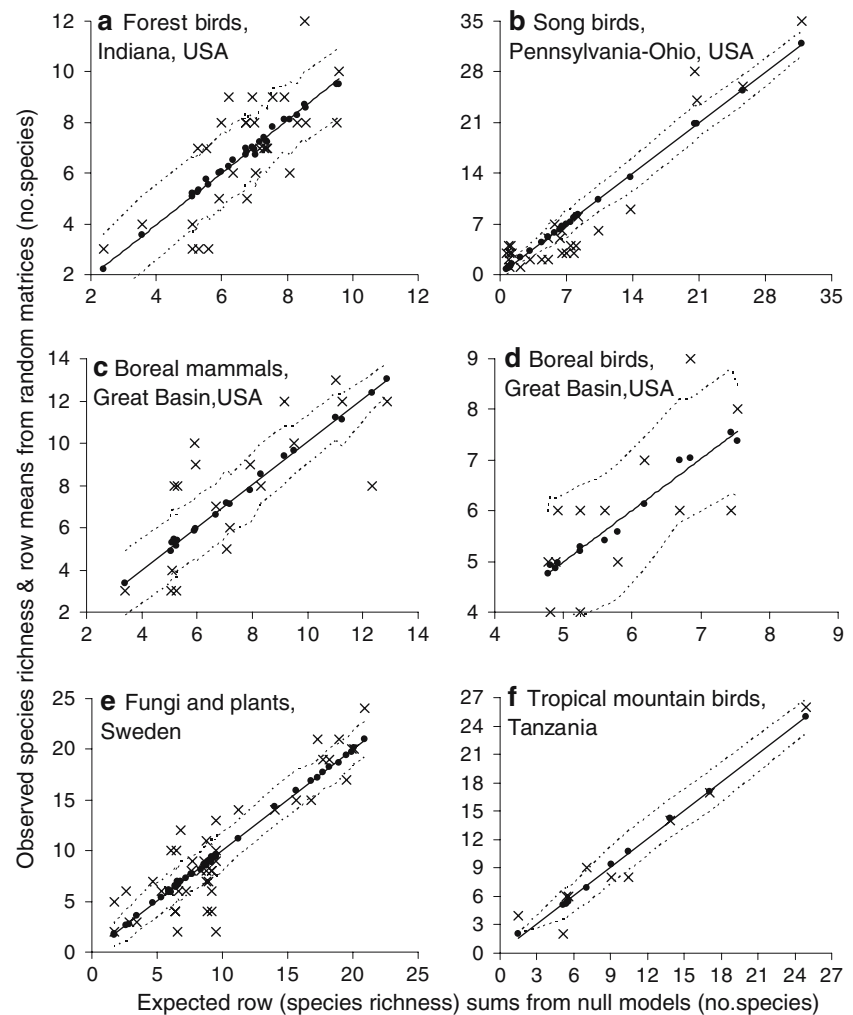 Observed species richness & row means from random matrices (no.species)
a Forest birds,
Indiana, USA
12
10
8
6
4
2
2 4 6 8 10 12
b Song birds,
Pennsylvania-Ohio, USA
35
28
21
14
7
0
0 7 14 21 28 35
c Boreal mammals,
Great Basin,USA
14
12
10
8
6
4
2
2 4 6 8 10 12 14
d Boreal birds,
Great Basin,USA
9
8
7
6
5
4
4 5 6 7 8 9
e Fungi and plants,
Sweden
25
20
15
10
5
0
0 5 10 15 20 25
f Tropical mountain birds,
Tanzania
27
24
21
18
15
12
9
6
3
0
0 3 6 9 12 15 18 21 24 27
Expected row (species richness) sums from null models (no.species)